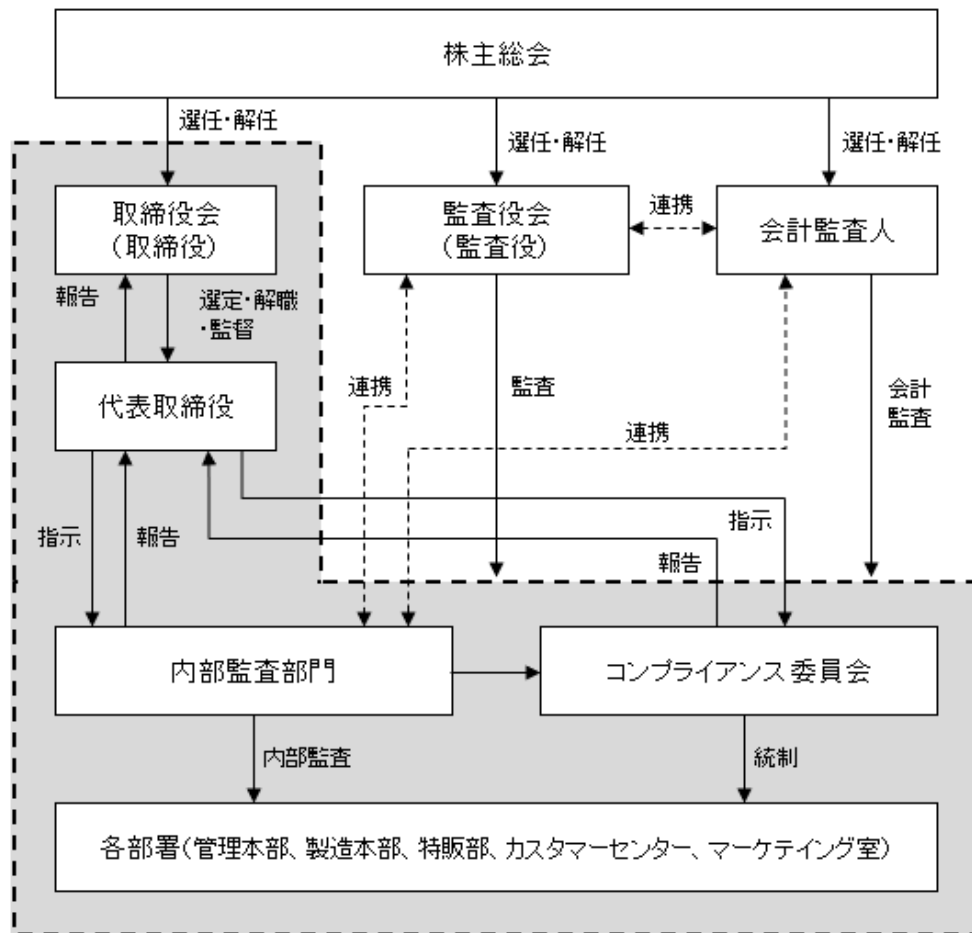 株主総会
選任・解任
選任・解任
選任・解任
取締役会
(取締役)
監査役会
(監査役)
連携
会計監査人
報告
選定・解職
・監督
連携
監査
会計
監査
代表取締役
連携
指示
報告
指示
報告
内部監査部門
コンプライアンス委員会
内部監査
統制
各部署(管理本部、製造本部、特販部、カスタマーセンター、マーケテイング室)